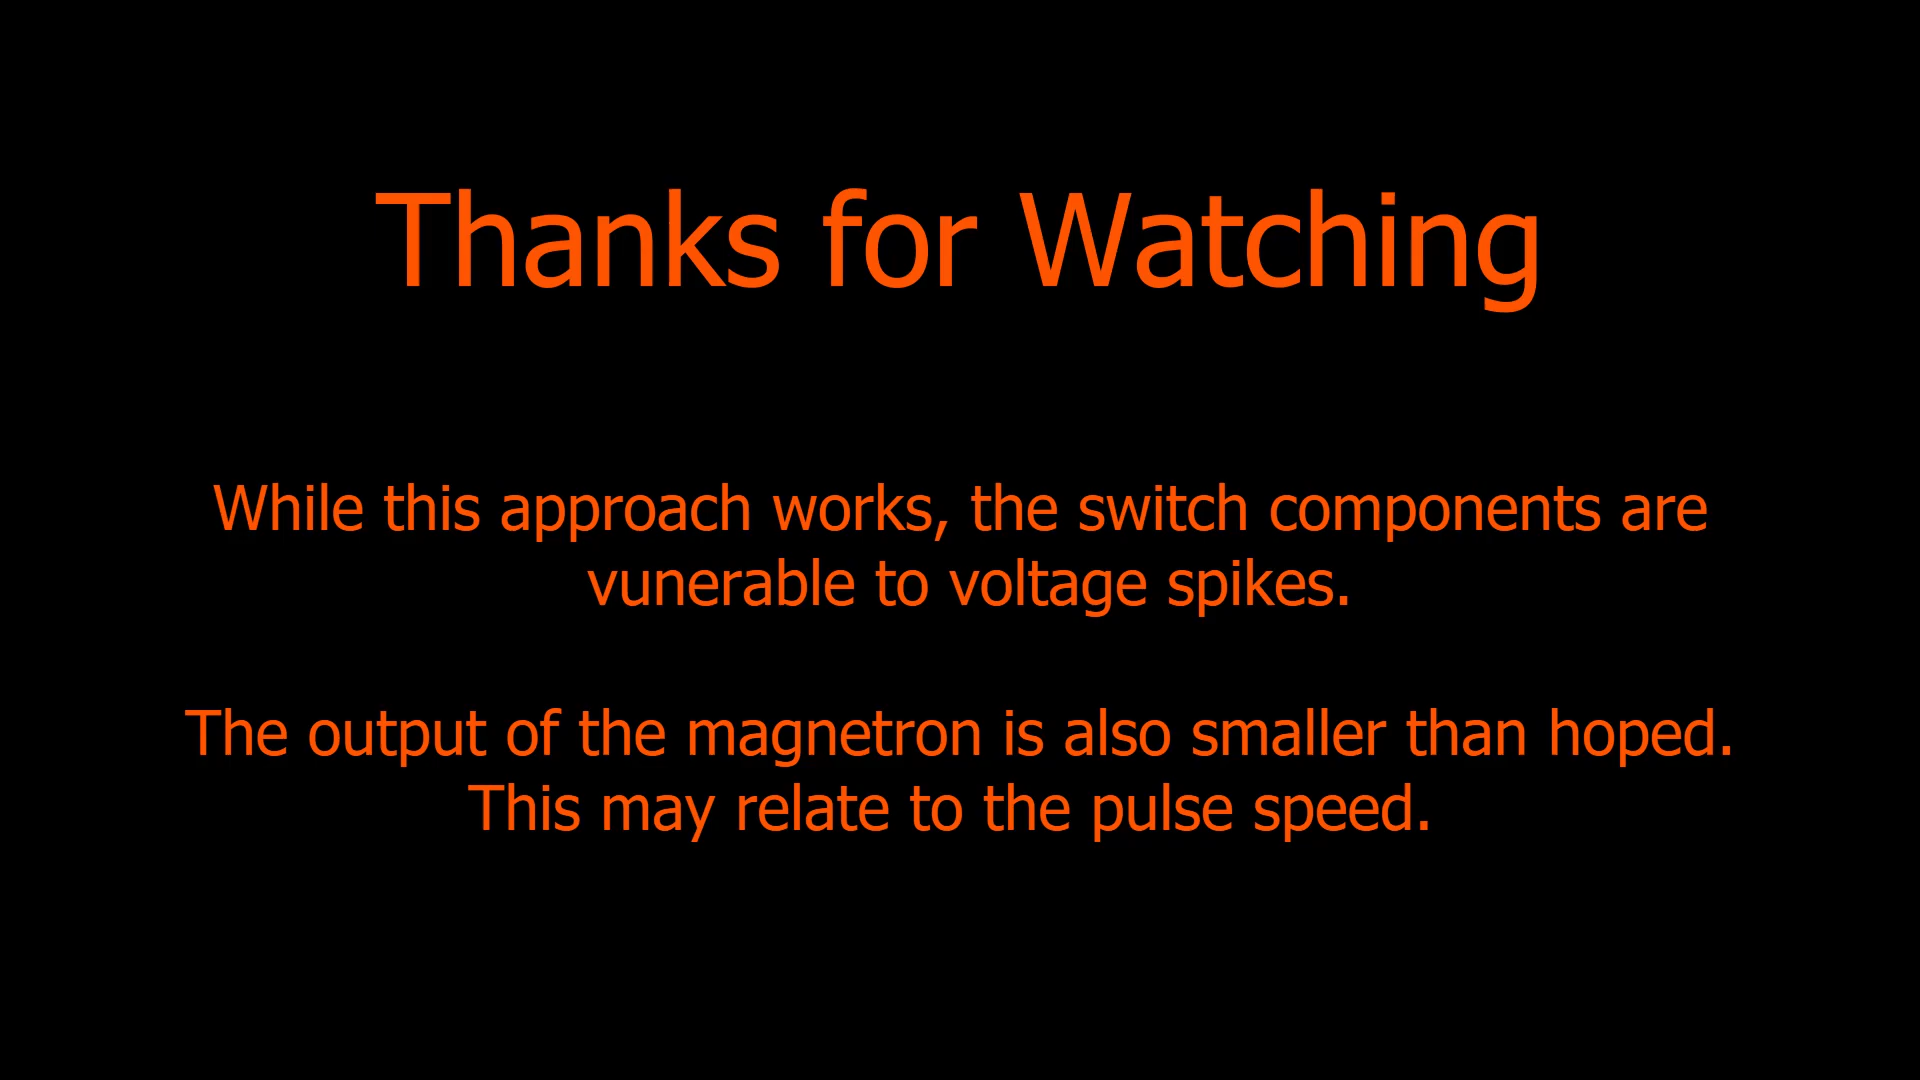 Thanks for Watching
While this approach works, the switch components are
vunerable to voltage spikes.
The output of the magnetron is also smaller than hoped.
This may relate to the pulse speed.